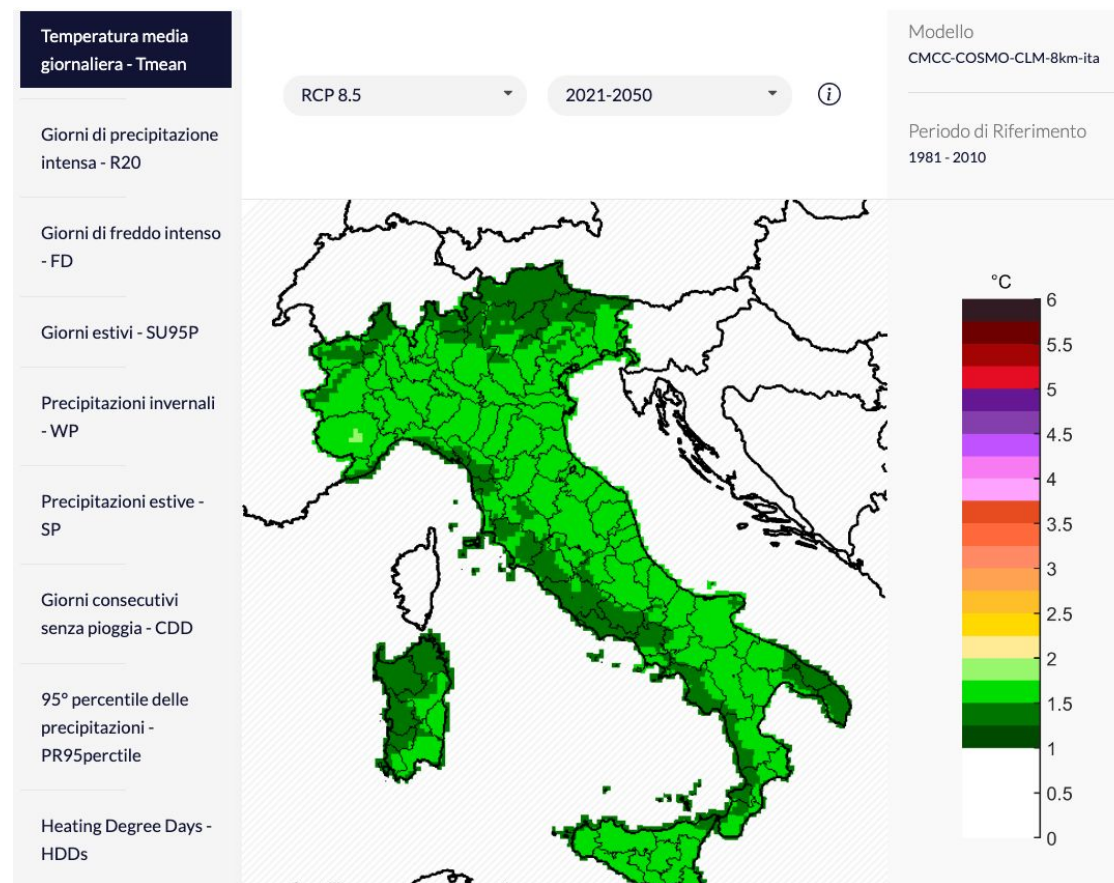 Temperatura media
giornaliera - Tmean
Giorni di precipitazione
intensa - R20
Giorni di freddo intenso
- FD
Giorni estivi - SU95P
Precipitazioni invernali
- WP
Precipitazioni estive -
SP
Giorni consecutivi
senza pioggia - CDD
95° percentile delle
precipitazioni -
PR95perctile
Heating Degree Days -
HDDs
RCP 8.5
2021-2050
i
Modello
CMCC-COSMO-CLM-8km-ita
Periodo di Riferimento
1981 - 2010
°C
6
5.5
5
4.5
4
3.5
3
2.5
2
1.5
1
0.5
0